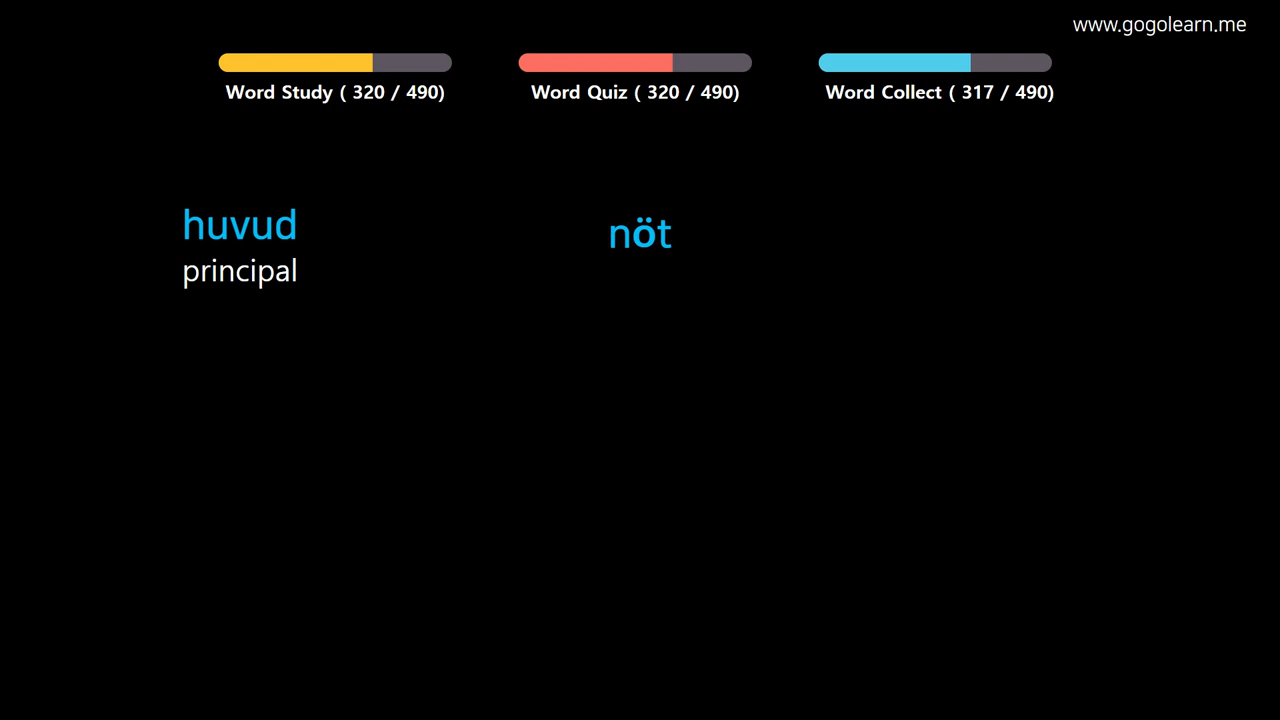 www.gogolearn.me
Word Study ( 320 / 490)
Word Quiz ( 320 / 490)
Word Collect ( 317 / 490)
huvud
principal
nöt